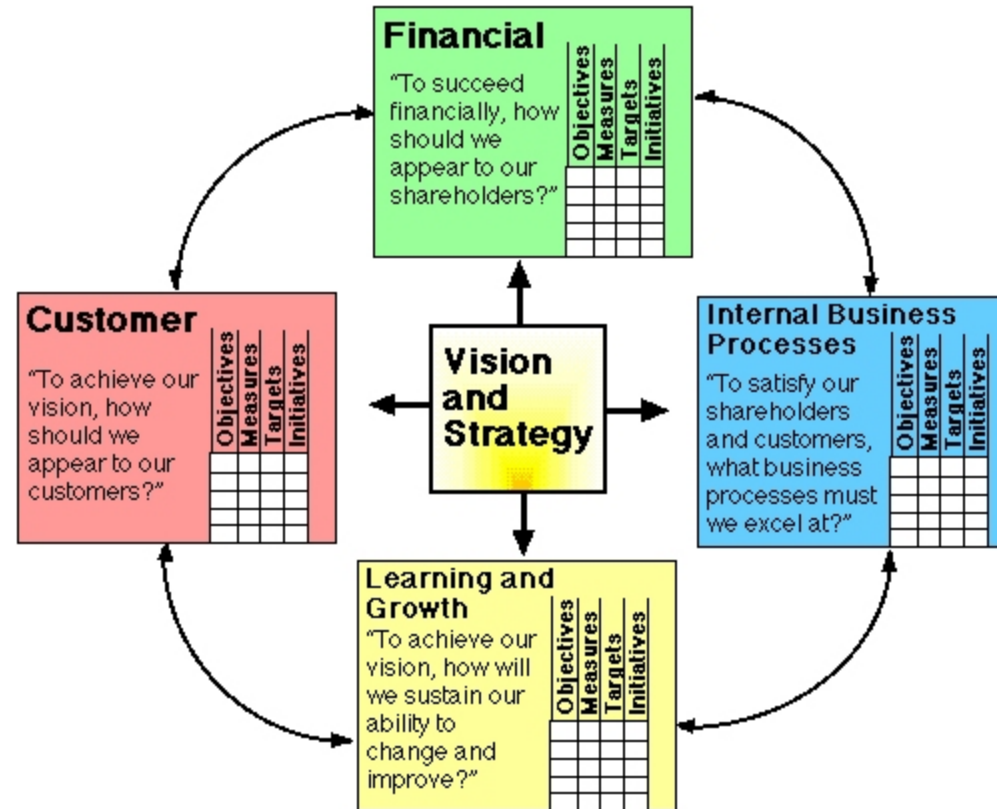 Financial
“To succeed
financially, how
should we
appear to our
shareholders?”
Objectives
Measures
Targets
Initiatives
Customer
“To achieve our
vision, how
should we
appear to our
customers?”
Objectives
Measures
Targets
Initiatives
Vision
and
Strategy
Internal Business
Processes
“To satisfy our
shareholders
and customers,
what business
processes must
we excel at?”
Objectives
Measures
Targets
Initiatives
Learning and
Growth
“To achieve our
vision, how will
we sustain our
ability to
change and
improve?”
Objectives
Measures
Targets
Initiatives